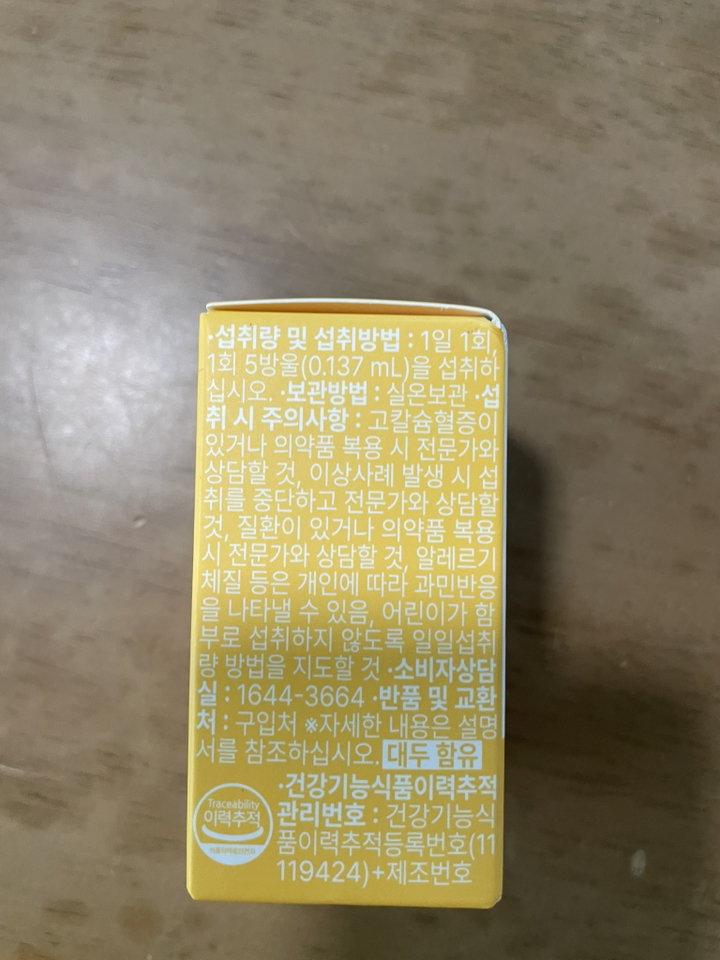 ·섭취량 및 섭취방법 : 1일 1회,
1회 5방울(0.137 mL)을 섭취하
십시오. ·보관방법 : 실온보관 ·섭
취 시 주의사항 : 고칼슘혈증이
있거나 의약품 복용 시 전문가와
상담할 것, 이상사례 발생 시 섭
취를 중단하고 전문가와 상담할
것, 질환이 있거나 의약품 복용
시 전문가와 상담할 것, 알레르기
체질 등은 개인에 따라 과민반응
을 나타낼 수 있음, 어린이가 함
부로 섭취하지 않도록 일일섭취
량 방법을 지도할 것 ·소비자상담
실 : 1644-3664 ·반품 및 교환
처 : 구입처 ※자세한 내용은 설명
서를 참조하십시오. 대두 함유
·건강기능식품이력추적
관리번호 : 건강기능식
품이력추적등록번호(11
119424)+제조번호
Traceability
이력추적